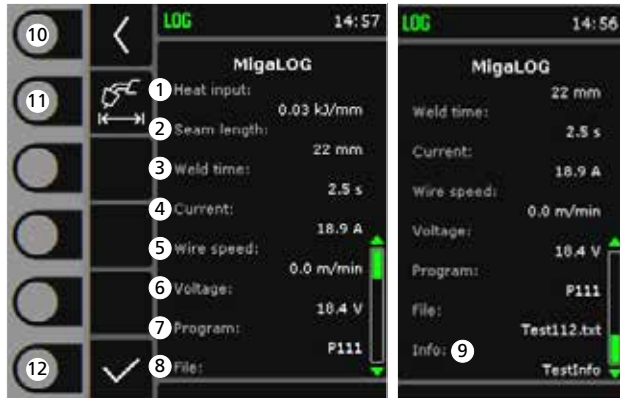 LOG 14:57
MigaLOG
10
11
12
1 Heat input:
0.03 kJ/mm
2 Seam length:
22 mm
3 Weld time:
2.5 s
4 Current:
18.9 A
5 Wire speed:
0.0 m/min
6 Voltage:
18.4 V
7 Program:
P111
8 File:
LOG 14:56
MigaLOG
22 mm
Weld time:
2.5 s
Current:
18.9 A
Wire speed:
0.0 m/min
Voltage:
18.4 V
Program:
P111
File:
Test112.txt
Info: 9
TestInfo